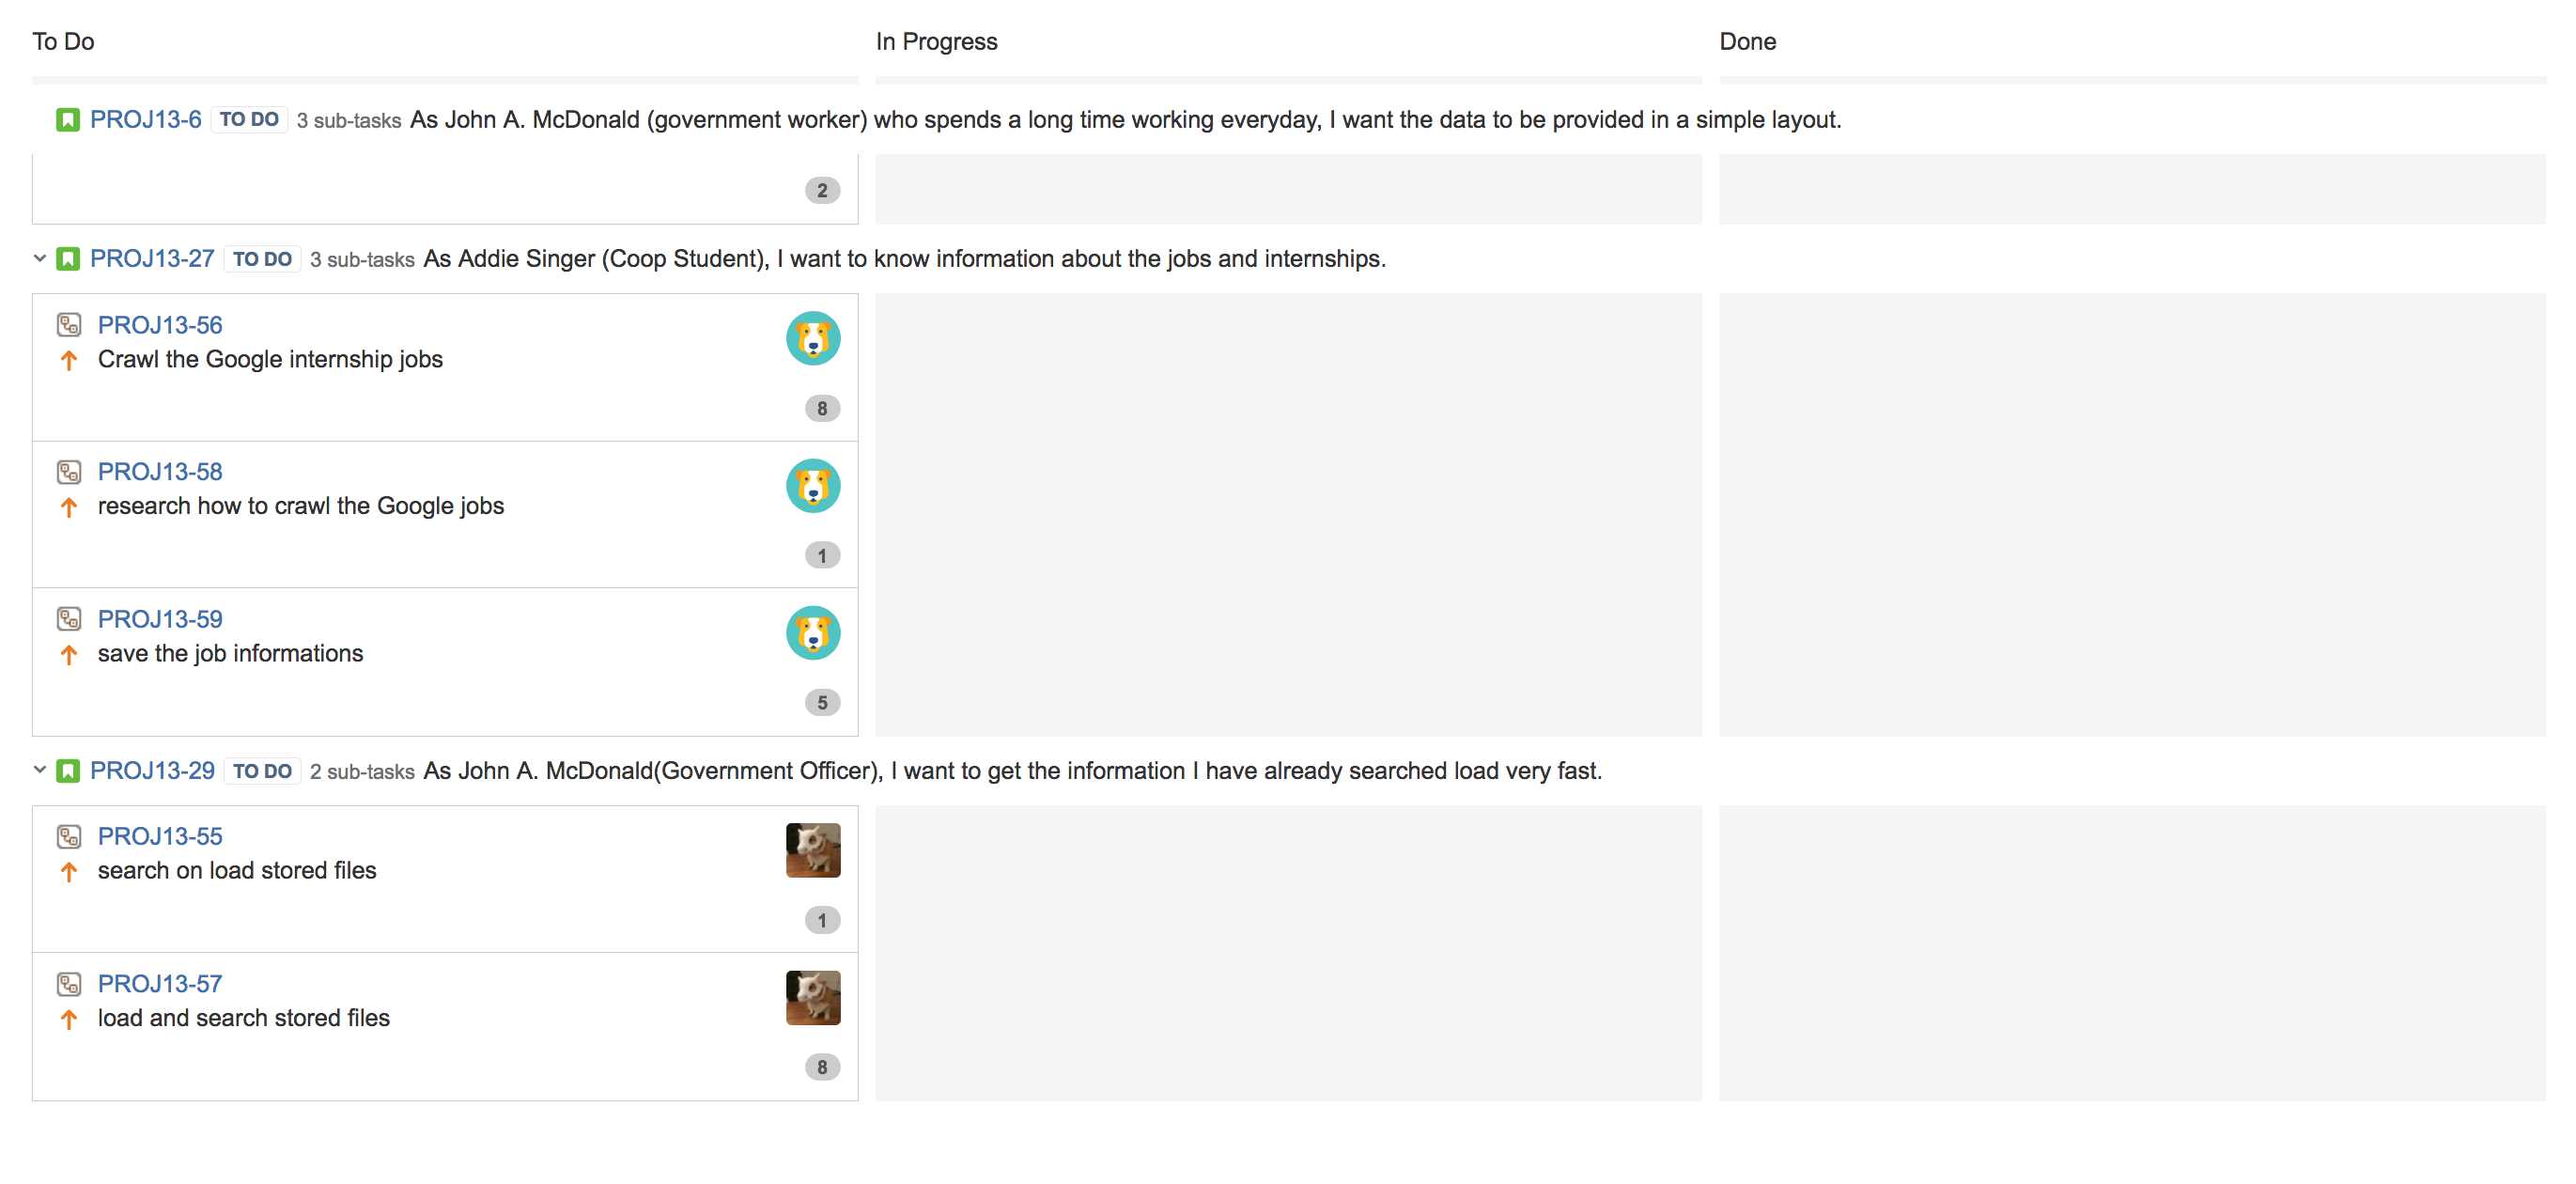 To Do In Progress Done
PROJ13-6 TO DO 3 sub-tasks As John A. McDonald (government worker) who spends a long time working everyday, I want the data to be provided in a simple layout.
2
PROJ13-27 TO DO 3 sub-tasks As Addie Singer (Coop Student), I want to know information about the jobs and internships.
PROJ13-56
Crawl the Google internship jobs
8
PROJ13-58
research how to crawl the Google jobs
1
PROJ13-59
save the job informations
5
PROJ13-29 TO DO 2 sub-tasks As John A. McDonald(Government Officer), I want to get the information I have already searched load very fast.
PROJ13-55
search on load stored files
1
PROJ13-57
load and search stored files
8